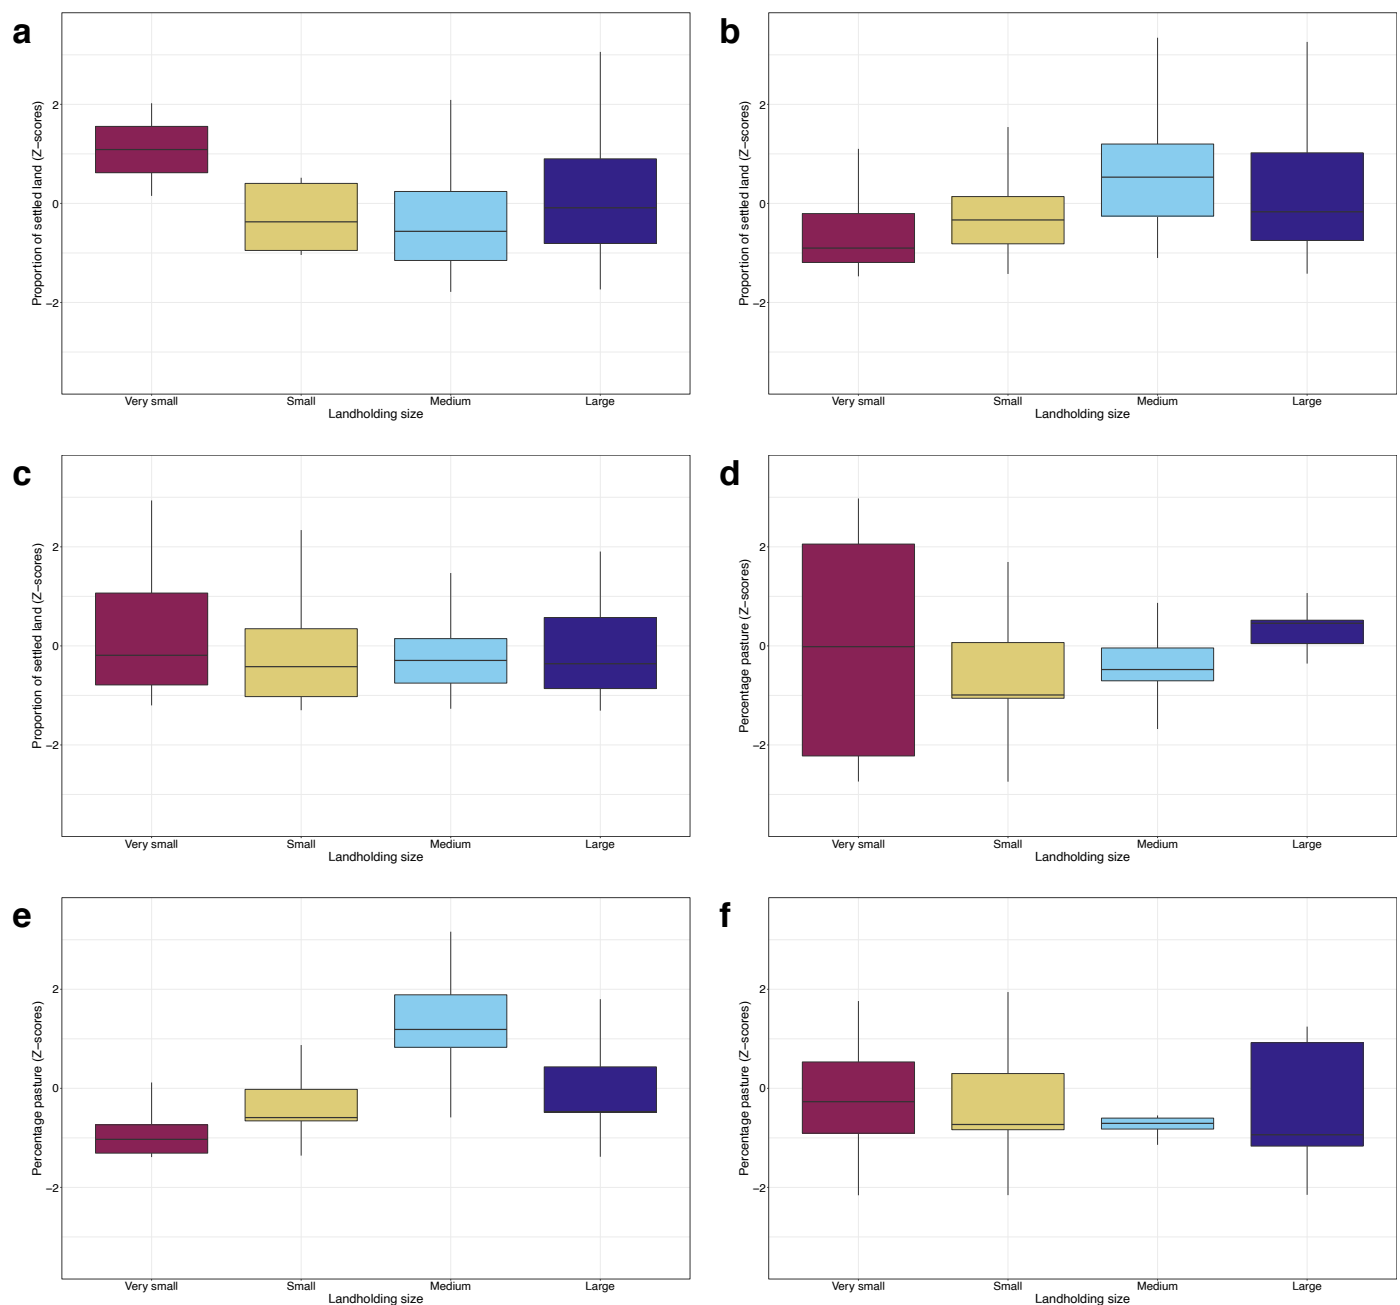 a
Proportion of settled land (Z−scores)
2
0
−2
Very small
Small
Medium
Large
Landholding size
b
Proportion of settled land (Z−scores)
2
0
−2
Very small
Small
Medium
Large
Landholding size
c
Proportion of settled land (Z−scores)
2
0
−2
Very small
Small
Medium
Large
Landholding size
d
Percentage pasture (Z−scores)
2
0
−2
Very small
Small
Medium
Large
Landholding size
e
Percentage pasture (Z−scores)
2
0
−2
Very small
Small
Medium
Large
Landholding size
f
Percentage pasture (Z−scores)
2
0
−2
Very small
Small
Medium
Large
Landholding size